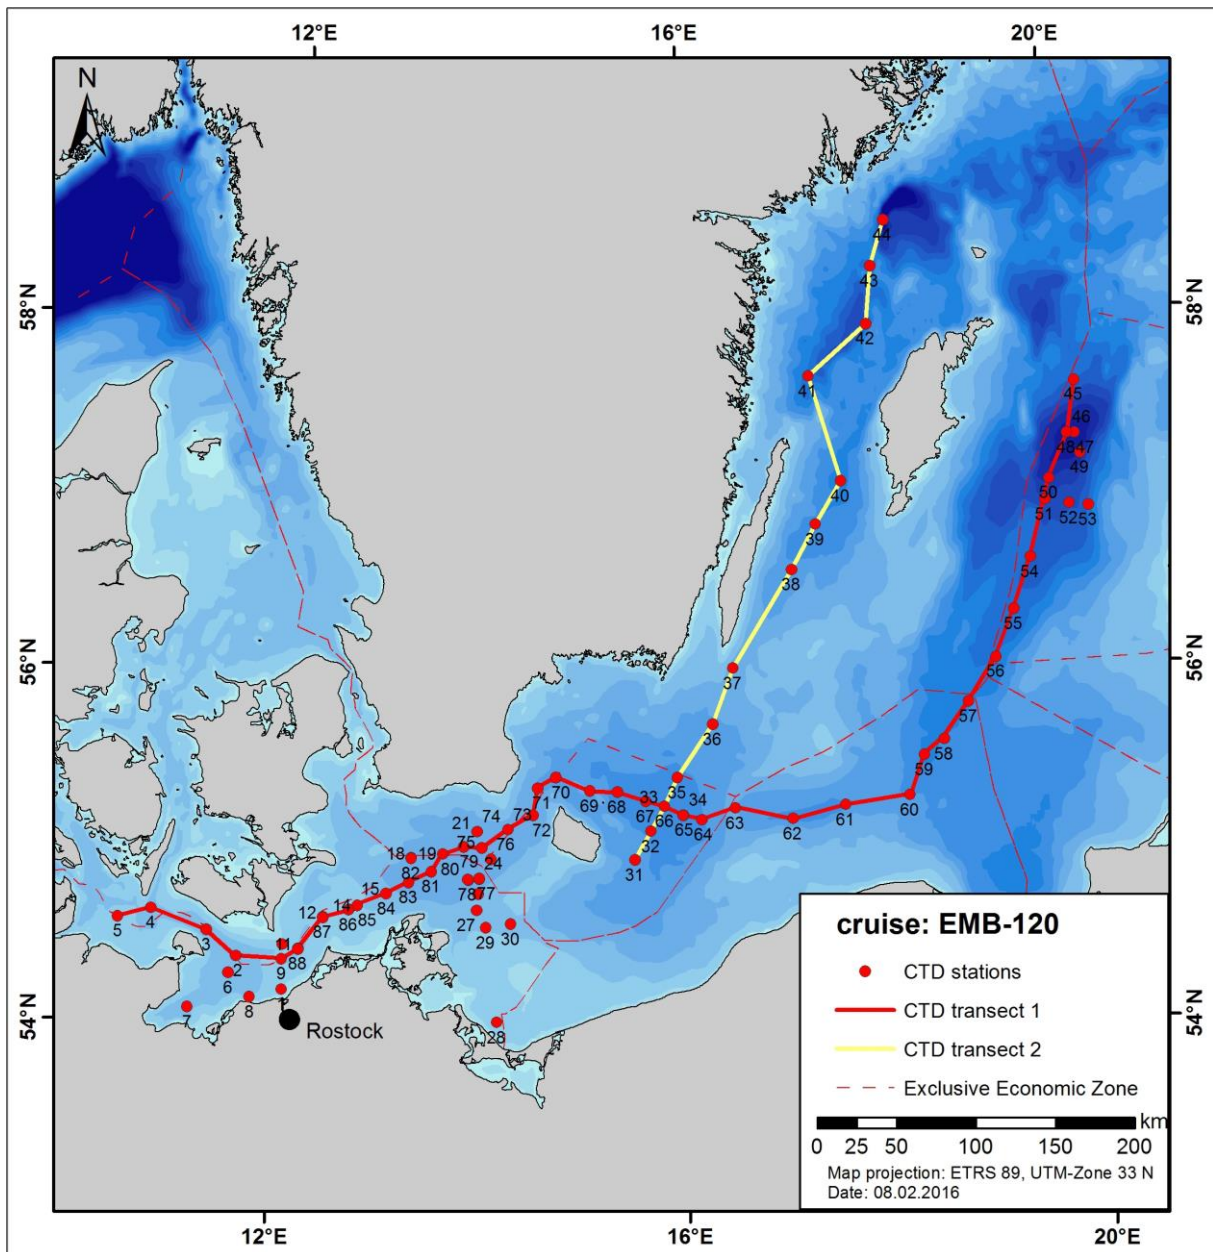 12°E 16°E 20°E
N
44
43
58°N 58°N
42
41 45
46
48 47
49
40 50
51 52 53
39
38 54
55
56°N 56°N
37 56
57
36 58
59
70 35 60
71 69 68 33 34
21 74 73 72 67 66 65 64 63 62 61
75 76 32
18 19 79 24 31
82 80
15 81 78 77
12 14 83
84
87 86 85 27 29 30
5 4 3
11 88
2 9
6
7 8 1
54°N 54°N
Rostock 28
cruise: EMB-120
CTD stations
CTD transect 1
CTD transect 2
Exclusive Economic Zone
km
0 25 50 100 150 200
Map projection: ETRS 89, UTM-Zone 33 N
Date: 08.02.2016
12°E 16°E 20°E